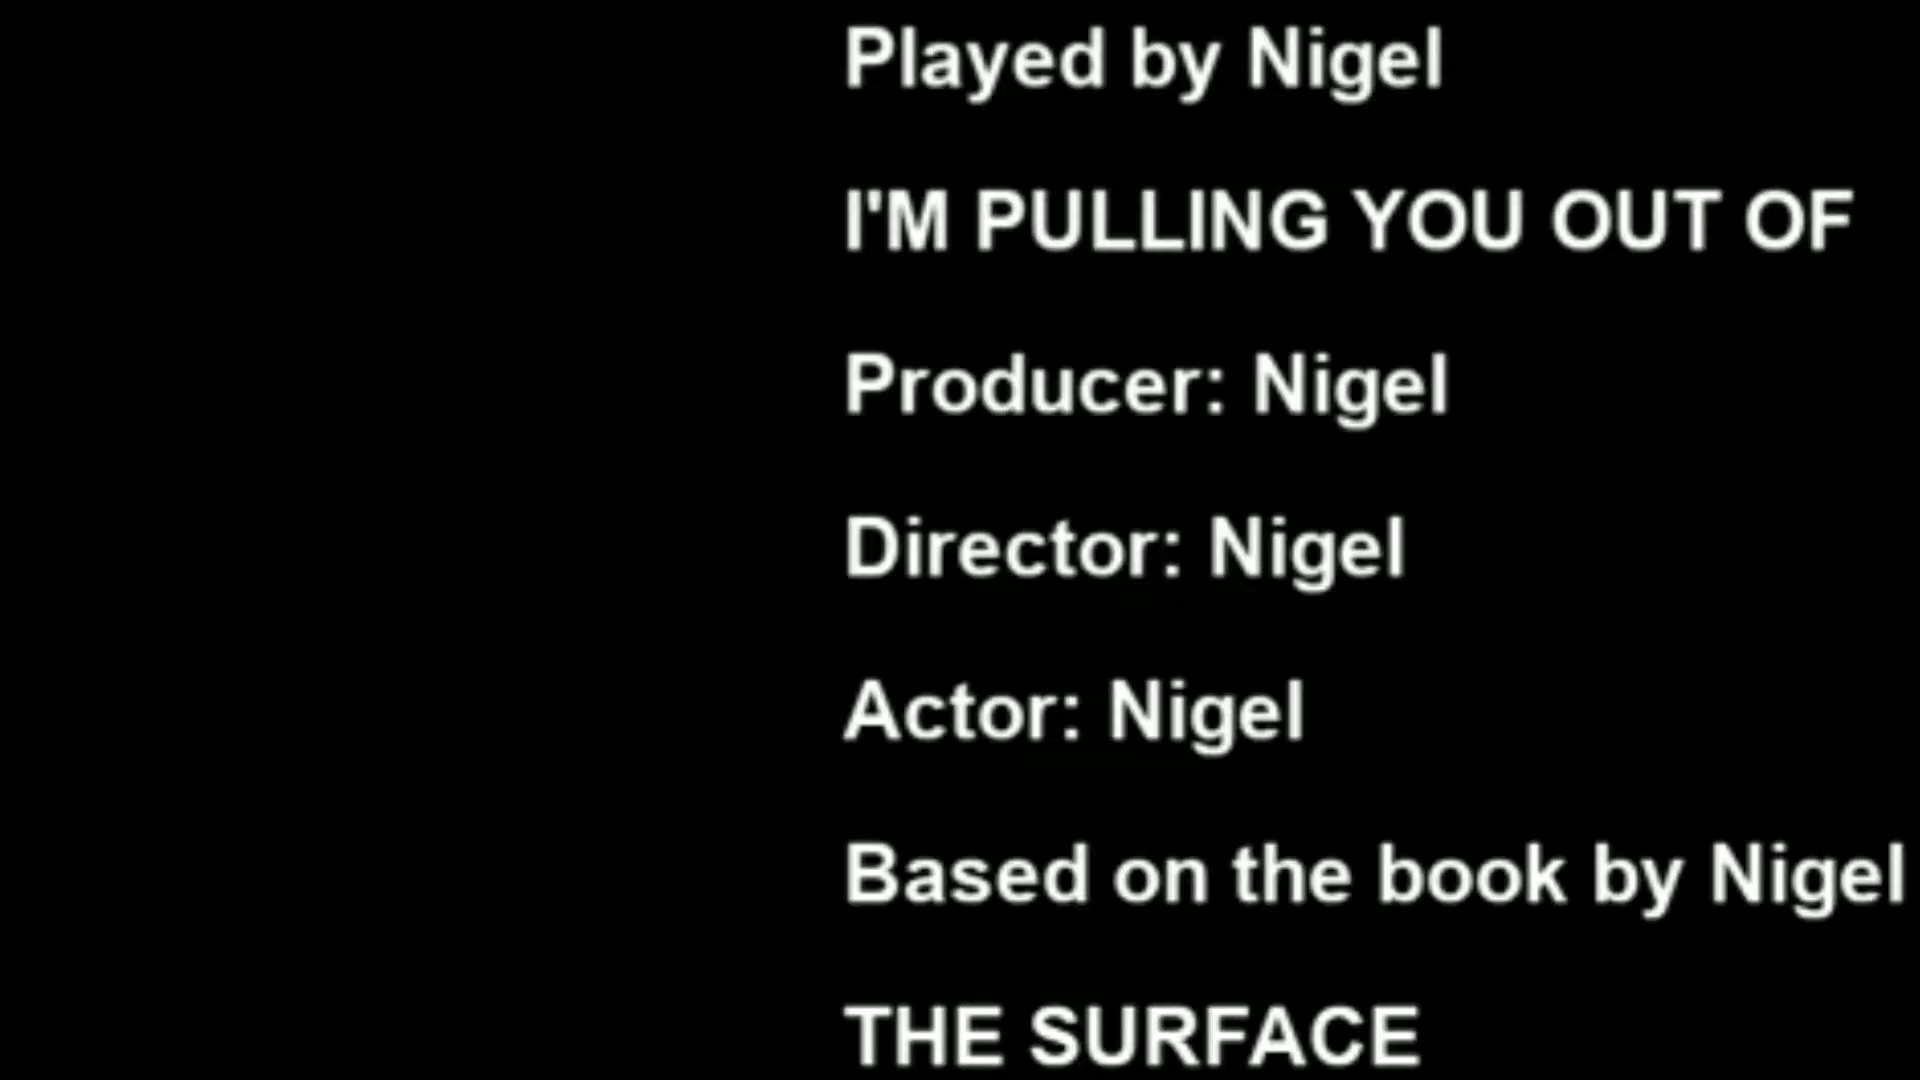 Played by Nigel
I'M PULLING YOU OUT OF
Producer: Nigel
Director: Nigel
Actor: Nigel
Based on the book by Nigel
THE SURFACE